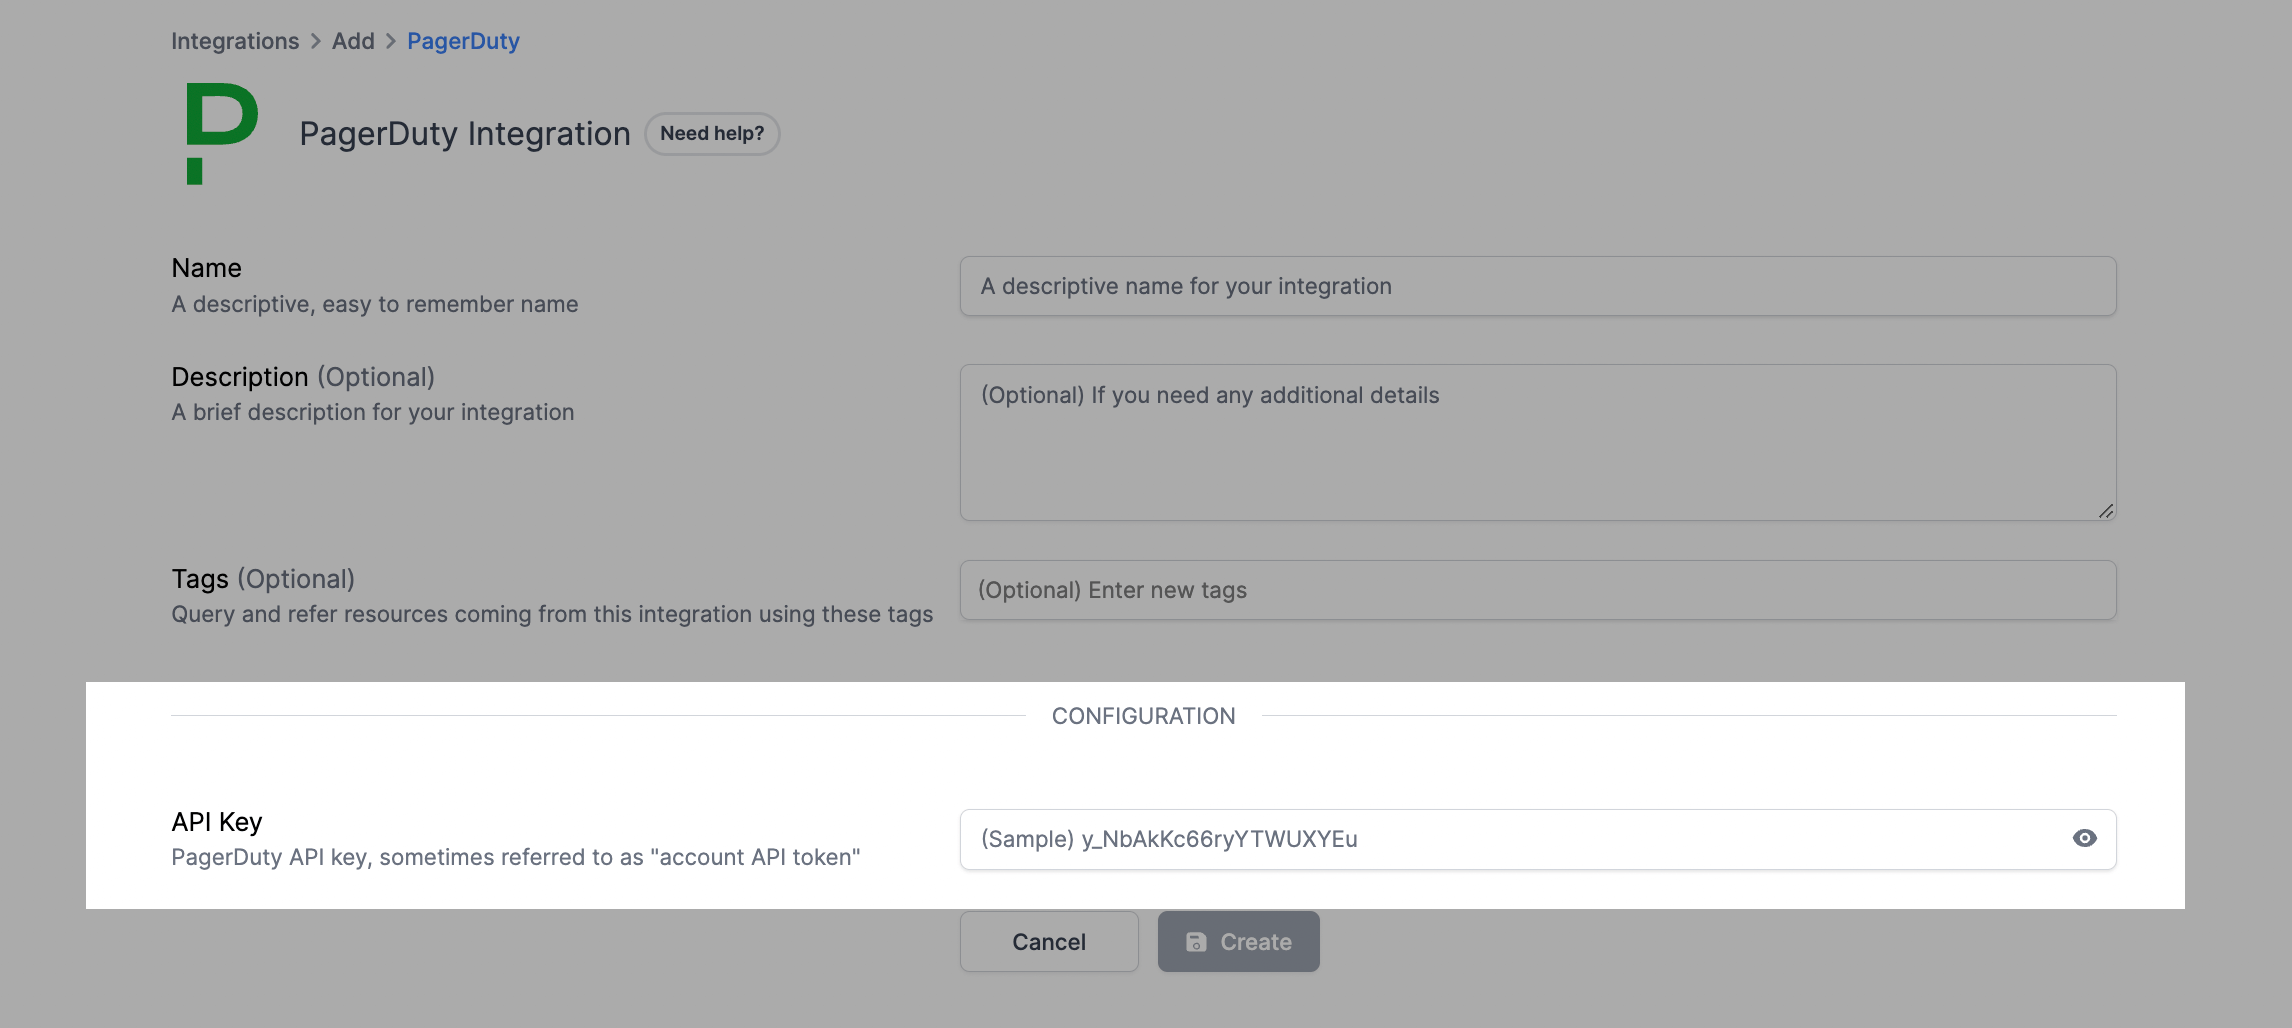 Integrations > Add > PagerDuty
PagerDuty Integration Need help?
Name
A descriptive, easy to remember name
A descriptive name for your integration
Description (Optional)
A brief description for your integration
(Optional) If you need any additional details
Tags (Optional)
Query and refer resources coming from this integration using these tags
(Optional) Enter new tags
CONFIGURATION
API Key
PagerDuty API key, sometimes referred to as "account API token"
(Sample) y_NbAkKc66ryYTWUXYEu
Cancel
Create